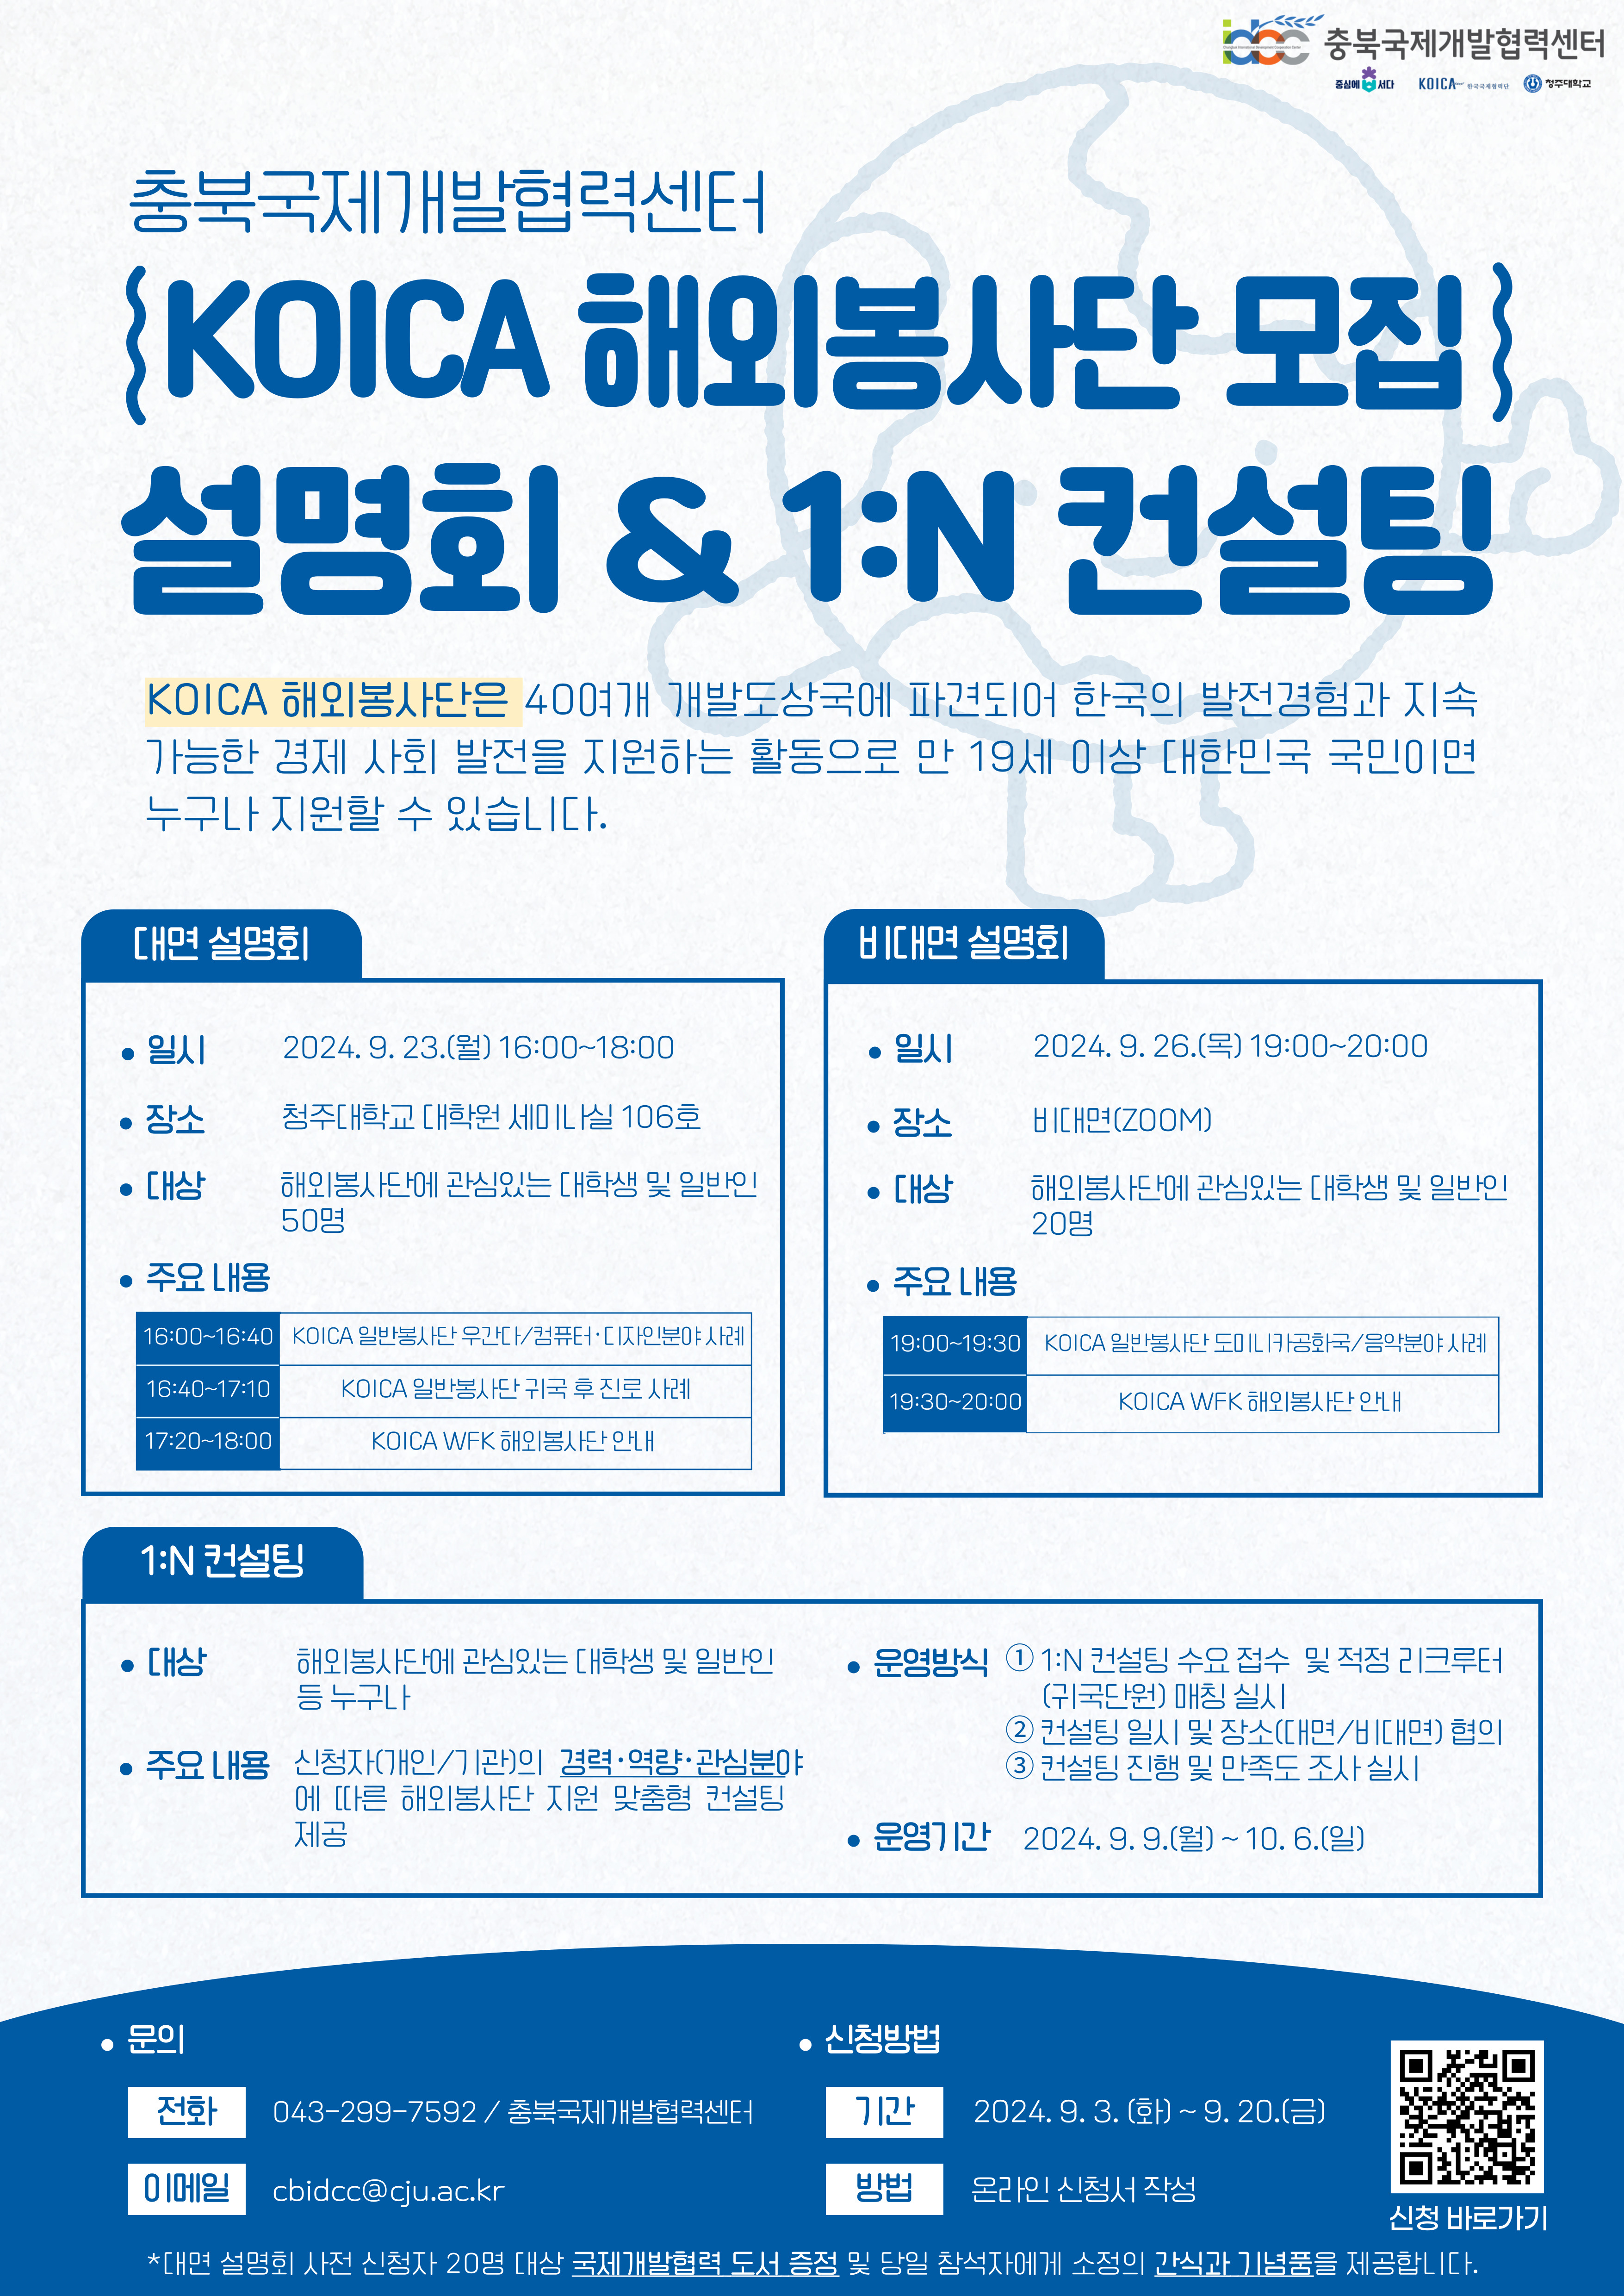 충북국제개발협력센터
중심에 서다 KOICA 한국국제협력단 청주대학교
충북국제개발협력센터
KOICA 해외봉사단 모집
설명회 & 1:N 컨설팅
KOICA 해외봉사단은 40여개 개발도상국에 파견되어 한국의 발전경험과 지속
가능한 경제 사회 발전을 지원하는 활동으로 만 19세 이상 대한민국 국민이면
누구나 지원할 수 있습니다.
대면 설명회
• 일시 2024. 9. 23.(월) 16:00~18:00
• 장소 청주대학교 대학원 세미나실 106호
• 대상 해외봉사단에 관심있는 대학생 및 일반인
50명
• 주요 내용
16:00~16:40 KOICA 일반봉사단 우간다/컴퓨터·디자인분야 사례
16:40~17:10 KOICA 일반봉사단 귀국 후 진로 사례
17:20~18:00 KOICA WFK 해외봉사단 안내
비대면 설명회
• 일시 2024. 9. 26.(목) 19:00~20:00
• 장소 비대면(ZOOM)
• 대상 해외봉사단에 관심있는 대학생 및 일반인
20명
• 주요 내용
19:00~19:30 KOICA 일반봉사단 도미니카공화국/음악분야 사례
19:30~20:00 KOICA WFK 해외봉사단 안내
1:N 컨설팅
• 대상 해외봉사단에 관심있는 대학생 및 일반인
등 누구나
• 주요 내용 신청자(개인/기관)의 경력·역량·관심분야
에 따른 해외봉사단 지원 맞춤형 컨설팅
제공
• 운영방식 ① 1:N 컨설팅 수요 접수 및 적정 리크루터
(귀국단원) 매칭 실시
② 컨설팅 일시 및 장소(대면/비대면) 협의
③ 컨설팅 진행 및 만족도 조사 실시
• 운영기간 2024. 9. 9.(월) ~ 10. 6.(일)
• 문의
전화 043-299-7592 / 충북국제개발협력센터
이메일 cbidcc@cju.ac.kr
• 신청방법
기간 2024. 9. 3. (화) ~ 9. 20.(금)
방법 온라인 신청서 작성
신청 바로가기
*대면 설명회 사전 신청자 20명 대상 국제개발협력 도서 증정 및 당일 참석자에게 소정의 간식과 기념품을 제공합니다.